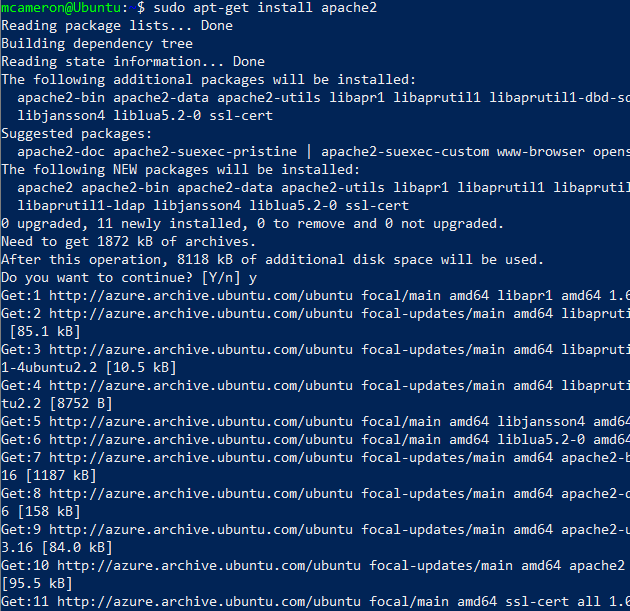 mcameron@Ubuntu:~$ sudo apt-get install apache2
Reading package lists... Done
Building dependency tree
Reading state information... Done
The following additional packages will be installed:
apache2-bin apache2-data apache2-utils libapr1 libaprutil1 libaprutil1-dbd-sq
libjansson4 liblua5.2-0 ssl-cert
Suggested packages:
apache2-doc apache2-suexec-pristine | apache2-suexec-custom www-browser opens
The following NEW packages will be installed:
apache2 apache2-bin apache2-data apache2-utils libapr1 libaprutil1 libaprutil
libaprutil1-ldap libjansson4 liblua5.2-0 ssl-cert
0 upgraded, 11 newly installed, 0 to remove and 0 not upgraded.
Need to get 1872 kB of archives.
After this operation, 8118 kB of additional disk space will be used.
Do you want to continue? [Y/n] y
Get:1 http://azure.archive.ubuntu.com/ubuntu focal/main amd64 libapr1 amd64 1.6
Get:2 http://azure.archive.ubuntu.com/ubuntu focal-updates/main amd64 libapruti
[85.1 kB]
Get:3 http://azure.archive.ubuntu.com/ubuntu focal-updates/main amd64 libapruti
1-4ubuntu2.2 [10.5 kB]
Get:4 http://azure.archive.ubuntu.com/ubuntu focal-updates/main amd64 libapruti
tu2.2 [8752 B]
Get:5 http://azure.archive.ubuntu.com/ubuntu focal/main amd64 libjansson4 amd64
Get:6 http://azure.archive.ubuntu.com/ubuntu focal/main amd64 liblua5.2-0 amd64
Get:7 http://azure.archive.ubuntu.com/ubuntu focal-updates/main amd64 apache2-b
16 [1187 kB]
Get:8 http://azure.archive.ubuntu.com/ubuntu focal-updates/main amd64 apache2-d
6 [158 kB]
Get:9 http://azure.archive.ubuntu.com/ubuntu focal-updates/main amd64 apache2-u
3.16 [84.0 kB]
Get:10 http://azure.archive.ubuntu.com/ubuntu focal-updates/main amd64 apache2
[95.5 kB]
Get:11 http://azure.archive.ubuntu.com/ubuntu focal/main amd64 ssl-cert all 1.0